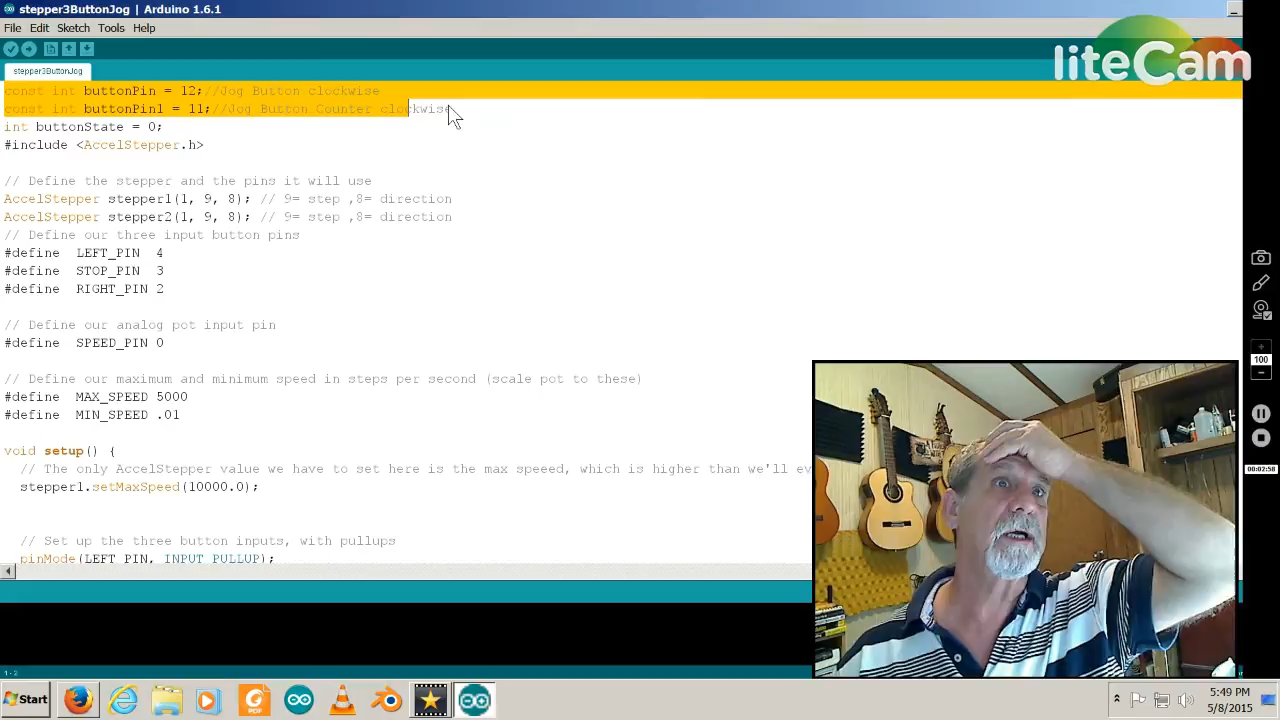 stepper3ButtonJog | Arduino 1.6.1
File Edit Sketch Tools Help
liteCam
stepper3ButtonJog
const int buttonPin = 12;//Jog Button clockwise
const int buttonPin1 = 11;//Jog Button Counter clockwise
int buttonState = 0;
#include <AccelStepper.h>
// Define the stepper and the pins it will use
AccelStepper stepper1(1, 9, 8); // 9= step ,8= direction
AccelStepper stepper2(1, 9, 8); // 9= step ,8= direction
// Define our three input button pins
#define LEFT_PIN 4
#define STOP_PIN 3
#define RIGHT_PIN 2
// Define our analog pot input pin
#define SPEED_PIN 0
// Define our maximum and minimum speed in steps per second (scale pot to these)
#define MAX_SPEED 5000
#define MIN_SPEED .01
void setup() {
// The only AccelStepper value we have to set here is the max speeed, which is higher than we'll ev
stepper1.setMaxSpeed(10000.0);
// Set up the three button inputs, with pullups
pinMode(LEFT_PIN, INPUT_PULLUP);
100
00:02:58
1 - 2
Start
PDF
5:49 PM
5/8/2015